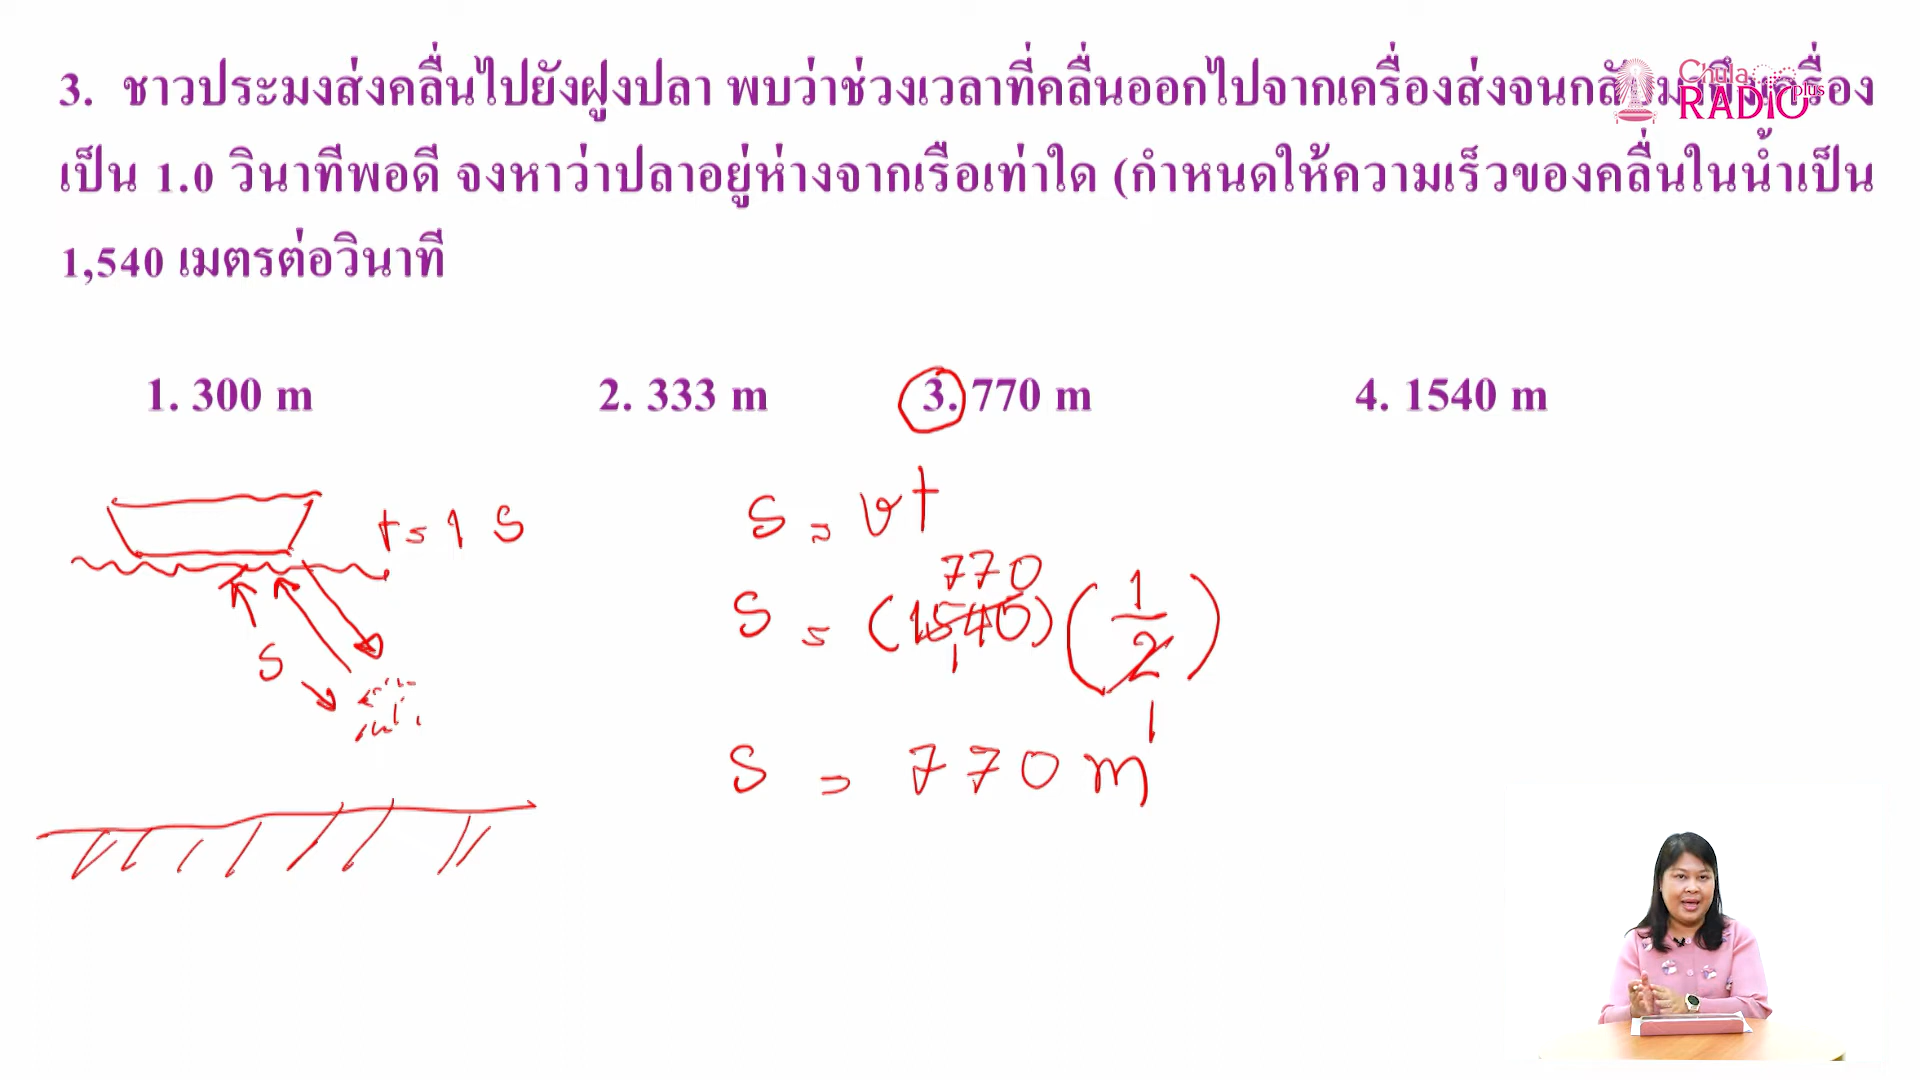 3. ชาวประมงส่งคลื่นไปยังฝูงปลา พบว่าช่วงเวลาที่คลื่นออกไปจากเครื่องส่งจนกลับมาถึงเครื่อง
Chula
RADIO plus
เป็น 1.0 วินาทีพอดี จงหาว่าปลาอยู่ห่างจากเรือเท่าใด (กำหนดให้ความเร็วของคลื่นในน้ำเป็น
1,540 เมตรต่อวินาที
1. 300 m 2. 333 m 3. 770 m 4. 1540 m
t = 1 s
s = vt
770
s = (1540) (1/2)
1
1
s
s = 770 m